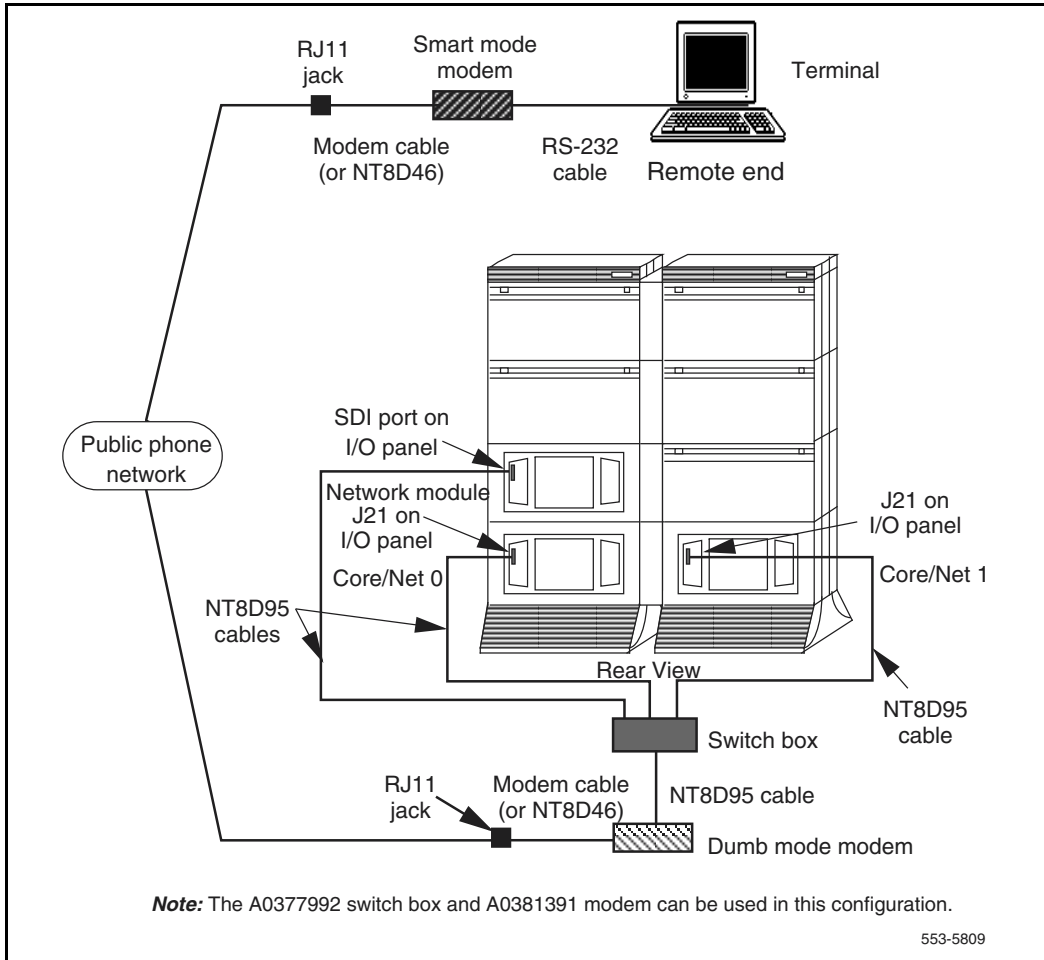 RJ11
jack
Smart mode
modem
Terminal
Modem cable
(or NT8D46)
RS-232
cable
Remote end
Public phone
network
SDI port on
I/O panel
Network module
J21 on
I/O panel
Core/Net 0
J21 on
I/O panel
Core/Net 1
NT8D95
cables
Rear View
NT8D95
cable
Switch box
RJ11
jack
Modem cable
(or NT8D46)
NT8D95 cable
Dumb mode modem
Note: The A0377992 switch box and A0381391 modem can be used in this configuration.
553-5809